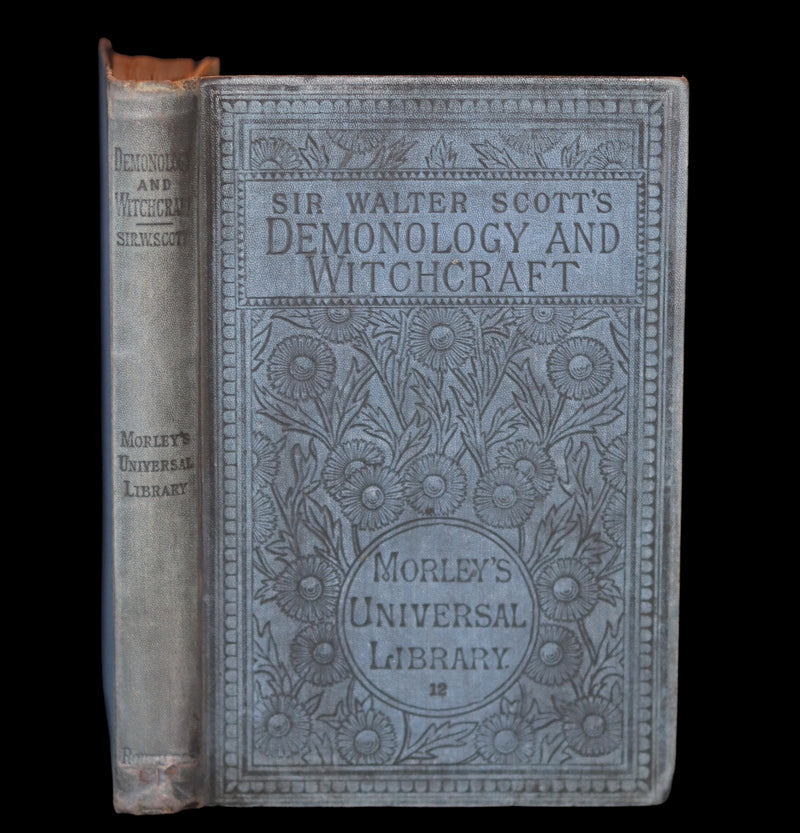 DEMONOLOGY
AND
WITCHCRAFT
SIR.W.SCOTT
MORLEY'S
UNIVERSAL
LIBRARY
SIR WALTER SCOTT'S
DEMONOLOGY AND
WITCHCRAFT
MORLEY'S
UNIVERSAL
LIBRARY.
12